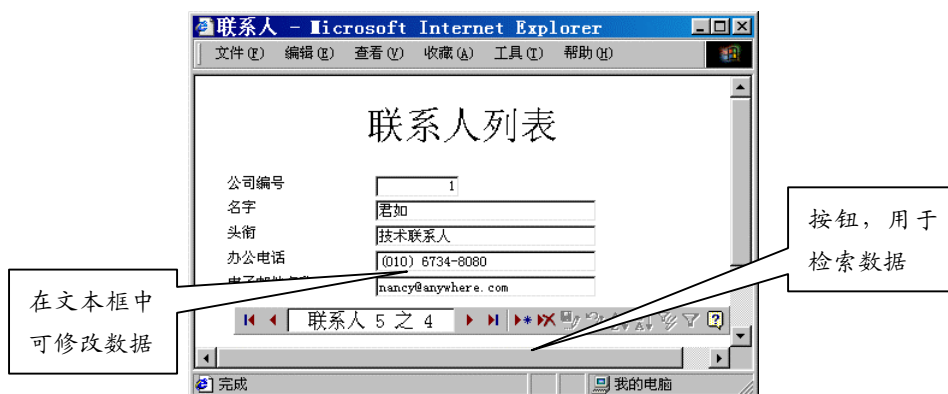 联系人 - Microsoft Internet Explorer
文件(F) 编辑(E) 查看(V) 收藏(A) 工具(T) 帮助(H)
联系人列表
公司编号 1
名字 君如
头衔 技术联系人
办公电话 (010) 6734-8080
nancy@anywhere.com
联系人 5 之 4
完成 我的电脑
在文本框中
可修改数据
按钮，用于
检索数据